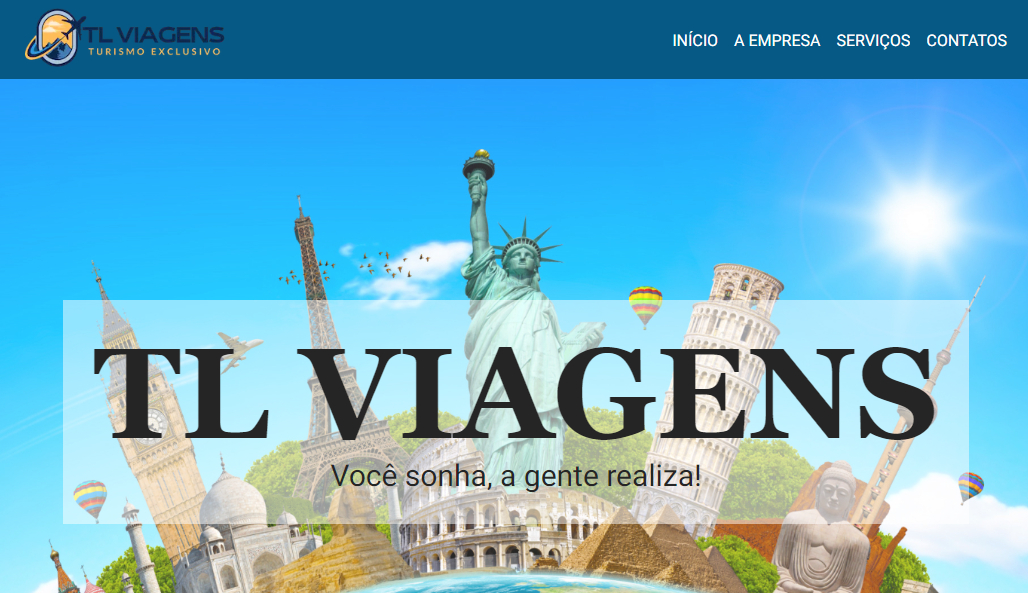 TL VIAGENS
TURISMO EXCLUSIVO
INÍCIO A EMPRESA SERVIÇOS CONTATOS
TL VIAGENS
Você sonha, a gente realiza!